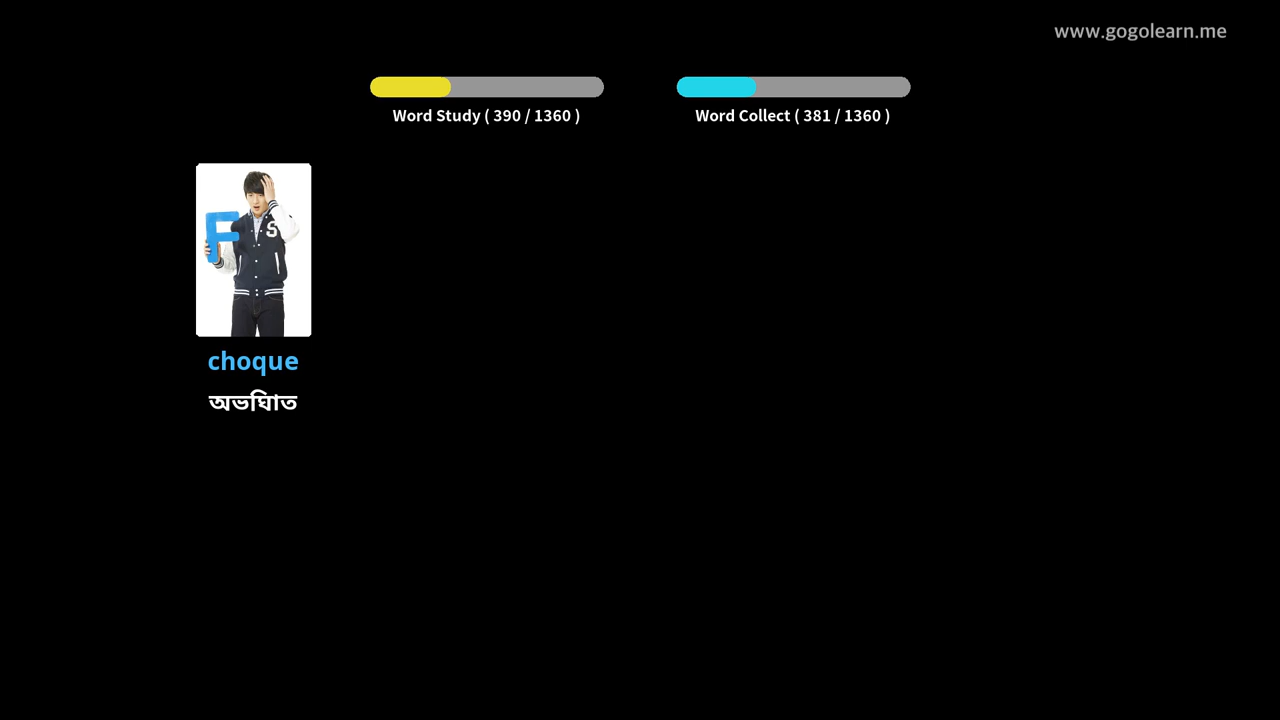 www.gogolearn.me
Word Study ( 390 / 1360 )
Word Collect ( 381 / 1360 )
F
S
choque
অভিঘাত